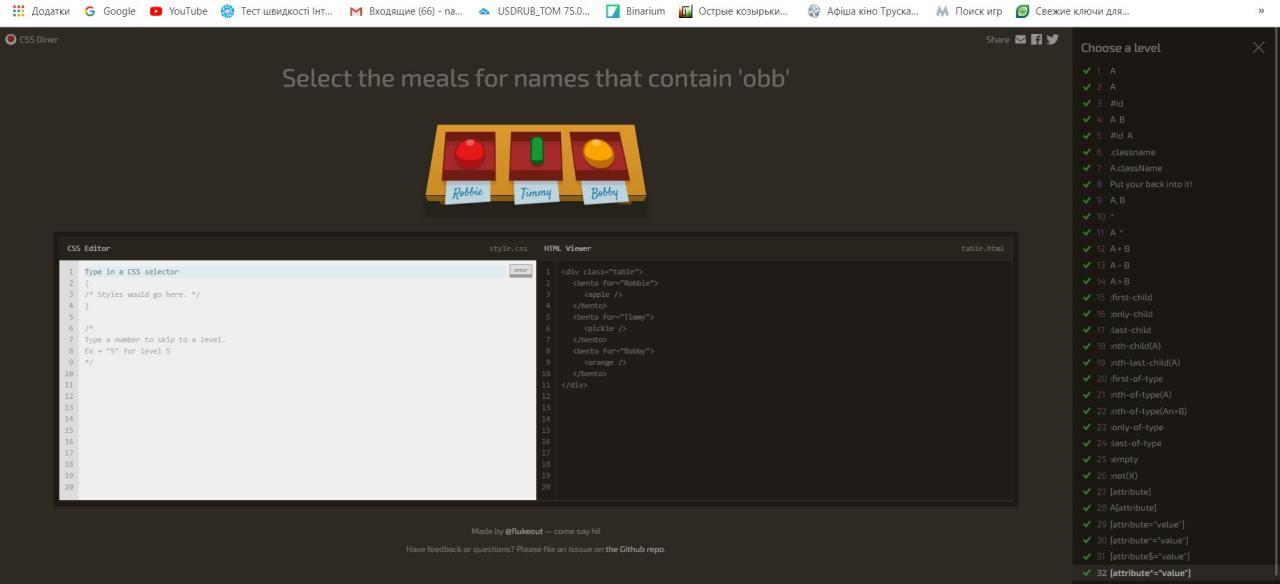 Додатки Google YouTube Тест швидкості Інт... Входящие (66) - na... USDRUB_TOM 75.0... Binarium Острые козырьки... Афіша кіно Труска... Поиск игр Свежие ключи для... »
CSS Diner
Share
Select the meals for names that contain 'obb'
Robbie Timmy Bobby
CSS Editor style.css
1 Type in a CSS selector enter
2 {
3 /* Styles would go here. */
4 }
5
6 /*
7 Type a number to skip to a level.
8 Ex → "5" for level 5
9 */
10
11
12
13
14
15
16
17
18
19
20
HTML Viewer table.html
1 <div class="table">
2 <bento for="Robbie">
3 <apple />
4 </bento>
5 <bento for="Timmy">
6 <pickle />
7 </bento>
8 <bento for="Bobby">
9 <orange />
10 </bento>
11 </div>
12
13
14
15
16
17
18
19
20
Made by @flukeout — come say hi!
Have feedback or questions? Please file an isssue on the Github repo.
Choose a level
1 A
2 A
3 #id
4 A B
5 #id A
6 .classname
7 A.className
8 Put your back into it!
9 A, B
10 *
11 A *
12 A + B
13 A ~ B
14 A > B
15 :first-child
16 :only-child
17 :last-child
18 :nth-child(A)
19 :nth-last-child(A)
20 :first-of-type
21 :nth-of-type(A)
22 :nth-of-type(An+B)
23 :only-of-type
24 :last-of-type
25 :empty
26 :not(X)
27 [attribute]
28 A[attribute]
29 [attribute="value"]
30 [attribute^="value"]
31 [attribute$="value"]
32 [attribute*="value"]